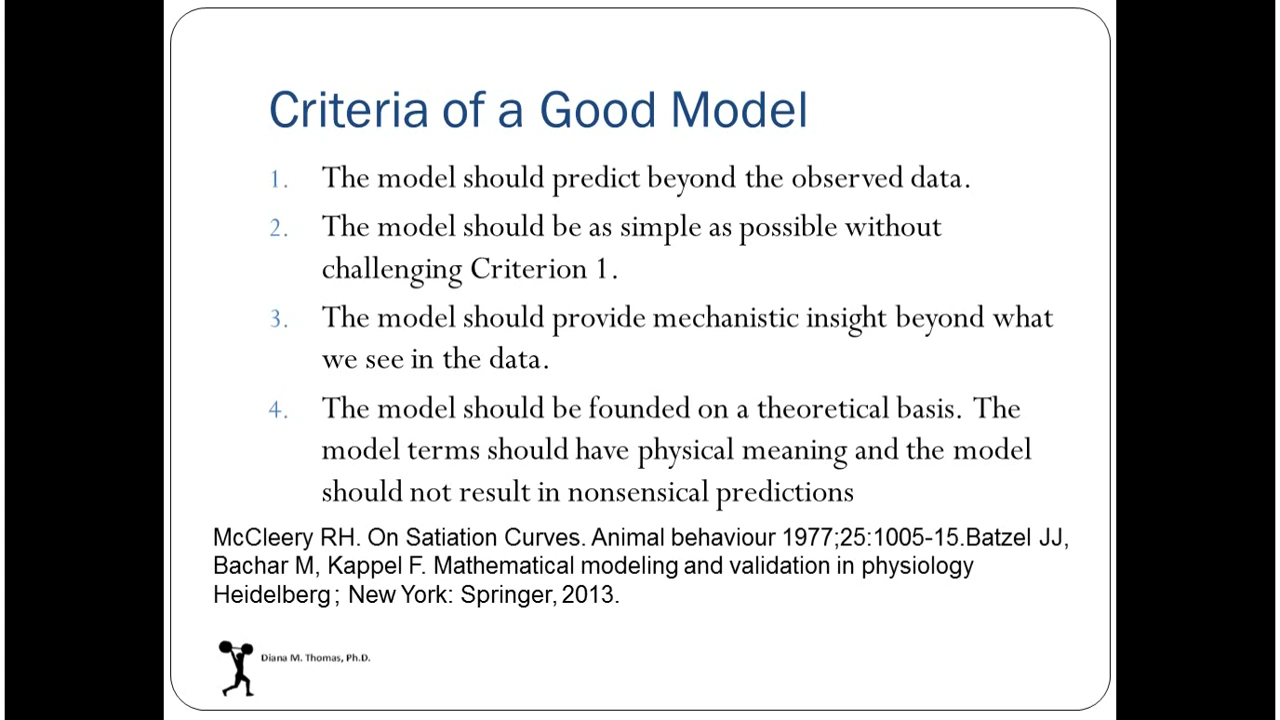 Criteria of a Good Model
1. The model should predict beyond the observed data.
2. The model should be as simple as possible without
challenging Criterion 1.
3. The model should provide mechanistic insight beyond what
we see in the data.
4. The model should be founded on a theoretical basis. The
model terms should have physical meaning and the model
should not result in nonsensical predictions
McCleery RH. On Satiation Curves. Animal behaviour 1977;25:1005-15.Batzel JJ,
Bachar M, Kappel F. Mathematical modeling and validation in physiology
Heidelberg ; New York: Springer, 2013.
Diana M. Thomas, Ph.D.